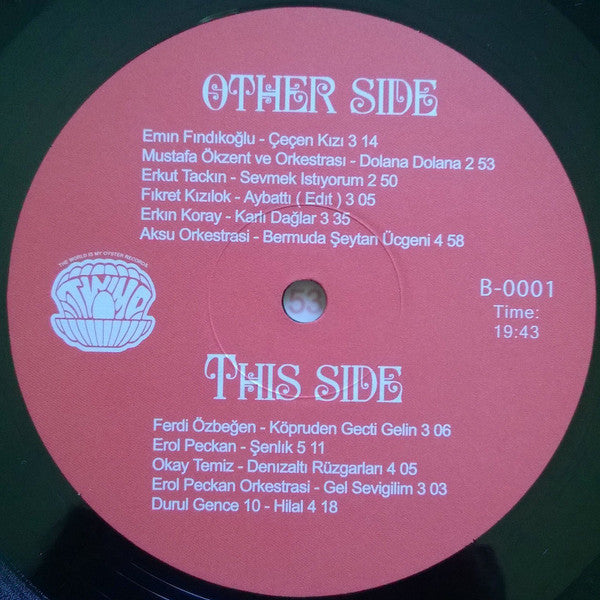 OTHER SIDE
Emın Fındıkoğlu - Çeçen Kızı 3 14
Mustafa Ökzent ve Orkestrası - Dolana Dolana 2 53
Erkut Tackın - Sevmek Istıyorum 2 50
Fıkret Kızılok - Aybattı ( Edıt ) 3 05
Erkın Koray - Karlı Dağlar 3 35
Aksu Orkestrasi - Bermuda Şeytan Ücgeni 4 58
THE WORLD IS MY OYSTER RECORDS
TWMO
B-0001
Time:
19:43
53
THIS SIDE
Ferdi Özbeğen - Köpruden Gecti Gelin 3 06
Erol Peckan - Şenlık 5 11
Okay Temiz - Denızaltı Rüzgarları 4 05
Erol Peckan Orkestrasi - Gel Sevigilim 3 03
Durul Gence 10 - Hilal 4 18